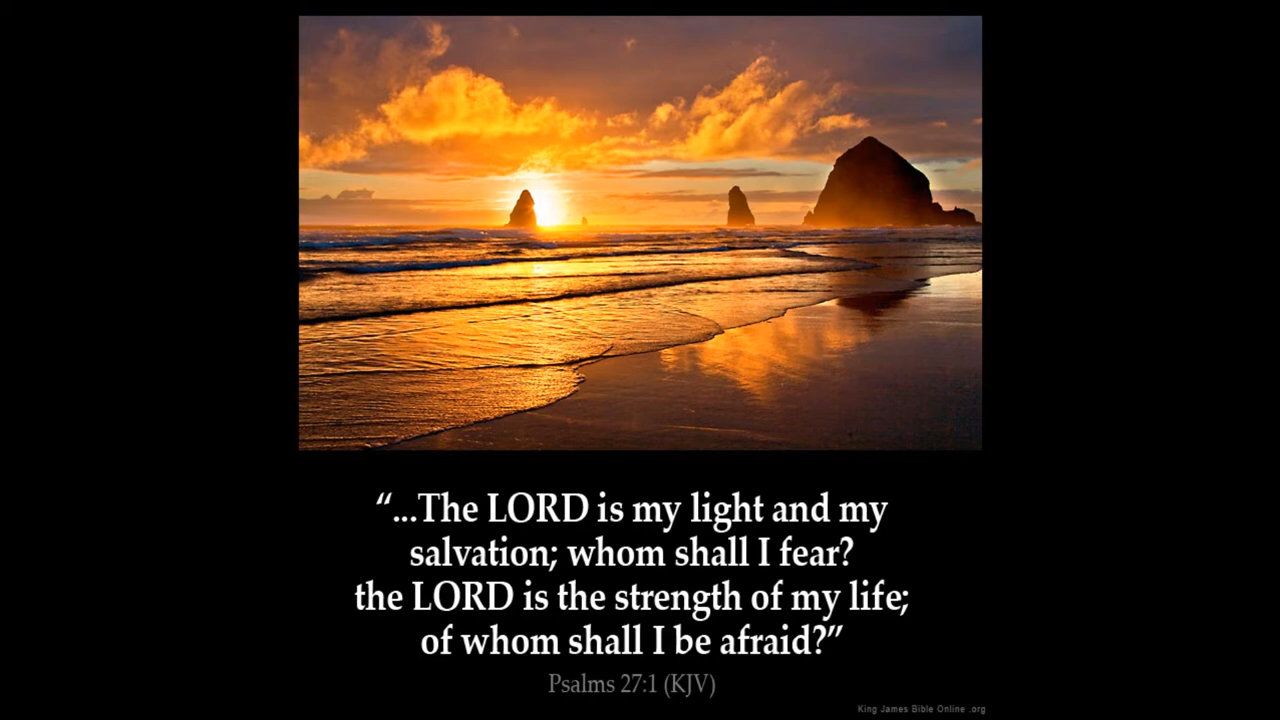 “...The LORD is my light and my
salvation; whom shall I fear?
the LORD is the strength of my life;
of whom shall I be afraid?”
Psalms 27:1 (KJV)
King James Bible Online .org